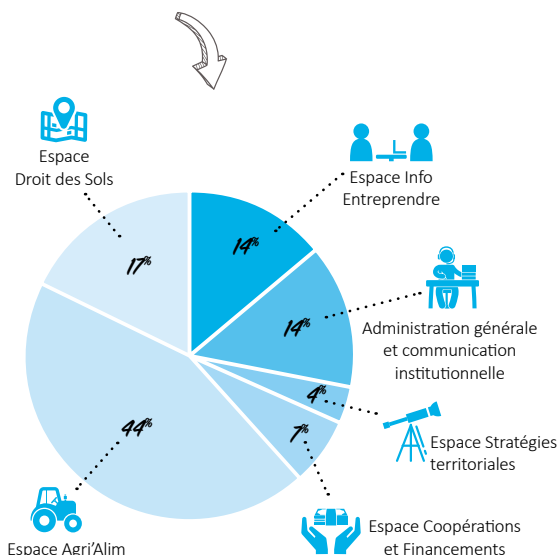 Espace
Droit des Sols
17%
Espace Info
Entreprendre
14%
Administration générale
et communication
institutionnelle
14%
4%
Espace Stratégies
territoriales
7%
Espace Coopérations
et Financements
44%
Espace Agri'Alim